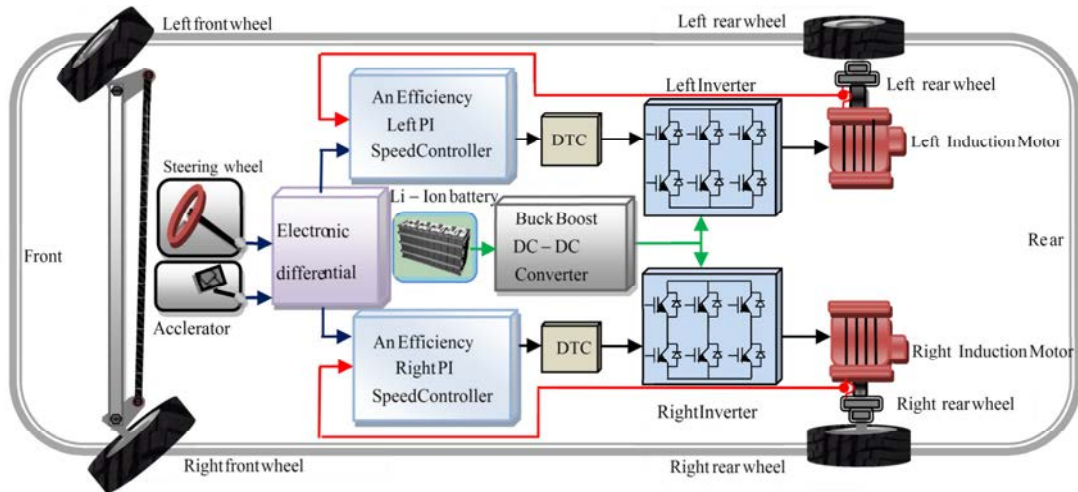 Left front wheel
Left rear wheel
Left rear wheel
Left Inverter
An Efficiency
Left PI
Speed Controller
DTC
Left Induction Motor
Steering wheel
Li – Ion battery
Electronic
differential
Buck Boost
DC – DC
Converter
Front
Rear
Acclerator
An Efficiency
Right PI
Speed Controller
DTC
Right Induction Motor
Right Inverter
Right rear wheel
Right front wheel
Right rear wheel